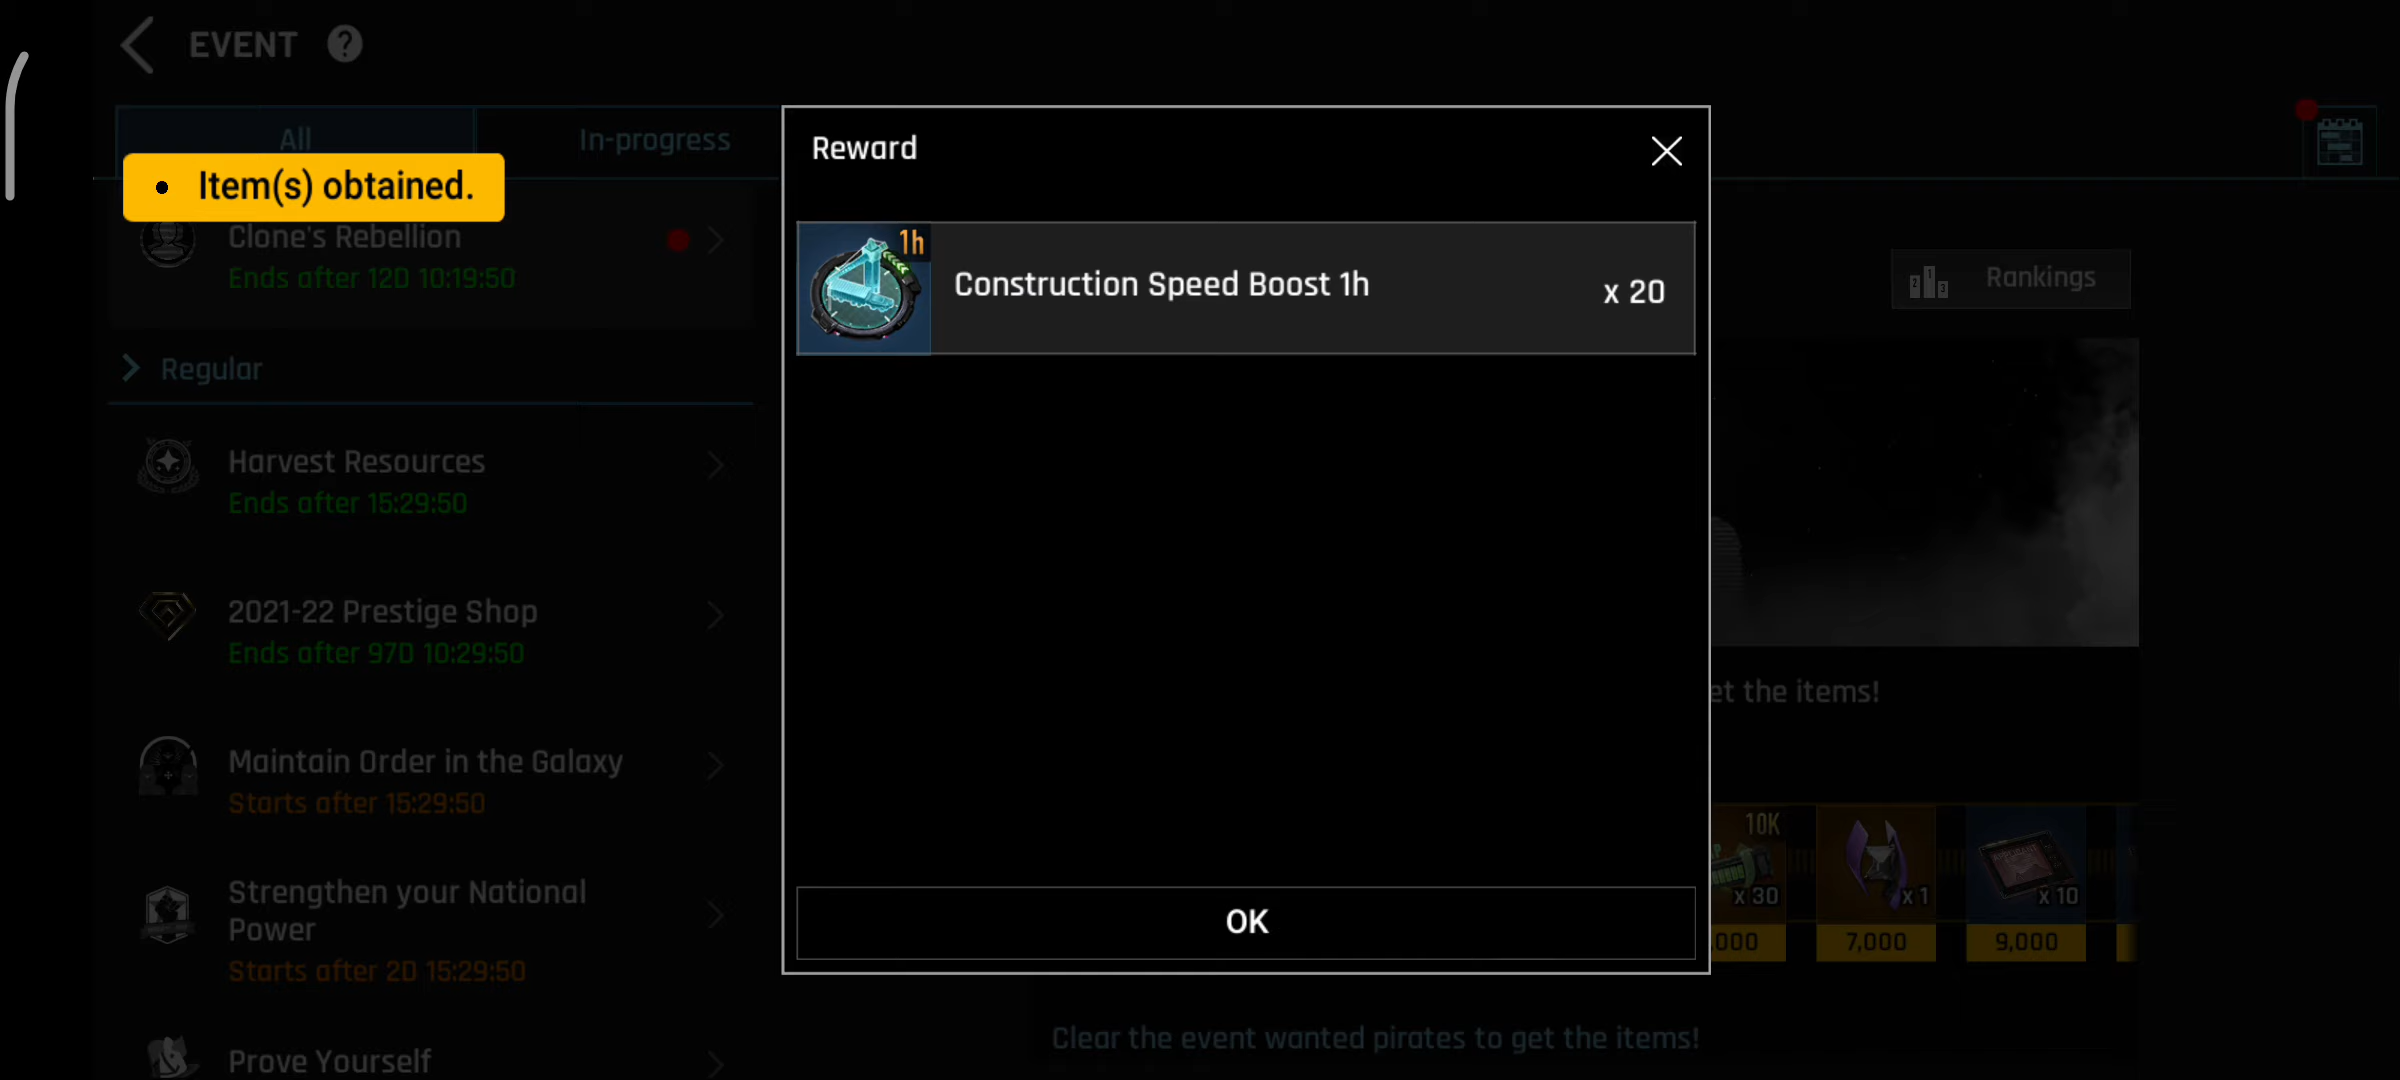 EVENT ?
All
In-progress
• Item(s) obtained.
Clone's Rebellion
Ends after 12D 10:19:50
Regular
Harvest Resources
Ends after 15:29:50
2021-22 Prestige Shop
Ends after 97D 10:29:50
Maintain Order in the Galaxy
Starts after 15:29:50
Strengthen your National
Power
Starts after 2D 15:29:50
Prove Yourself
Reward
1h
Construction Speed Boost 1h
x 20
OK
Rankings
et the items!
10K
x 30
x 1
x 10
000
7,000
9,000
Clear the event wanted pirates to get the items!